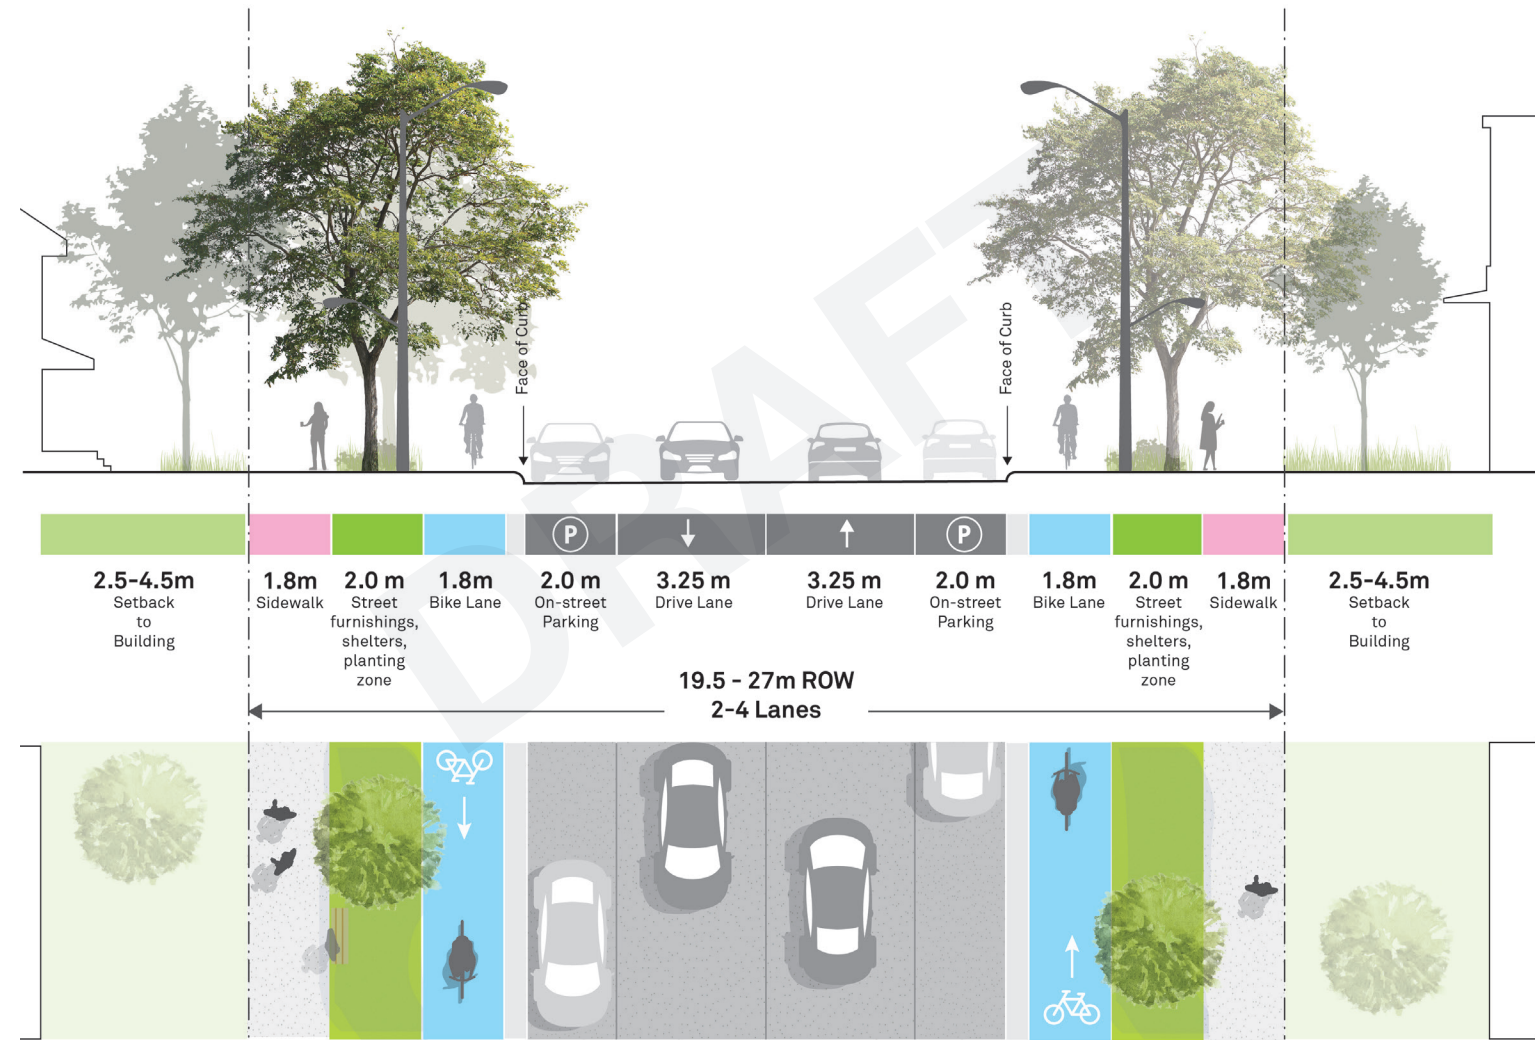 Face of Curb
Face of Curb
P
P
2.5-4.5m
Setback
to
Building
1.8m
Sidewalk
2.0 m
Street
furnishings,
shelters,
planting
zone
1.8m
Bike Lane
2.0 m
On-street
Parking
3.25 m
Drive Lane
3.25 m
Drive Lane
2.0 m
On-street
Parking
1.8m
Bike Lane
2.0 m
Street
furnishings,
shelters,
planting
zone
1.8m
Sidewalk
2.5-4.5m
Setback
to
Building
19.5 - 27m ROW
2-4 Lanes
DRAFT